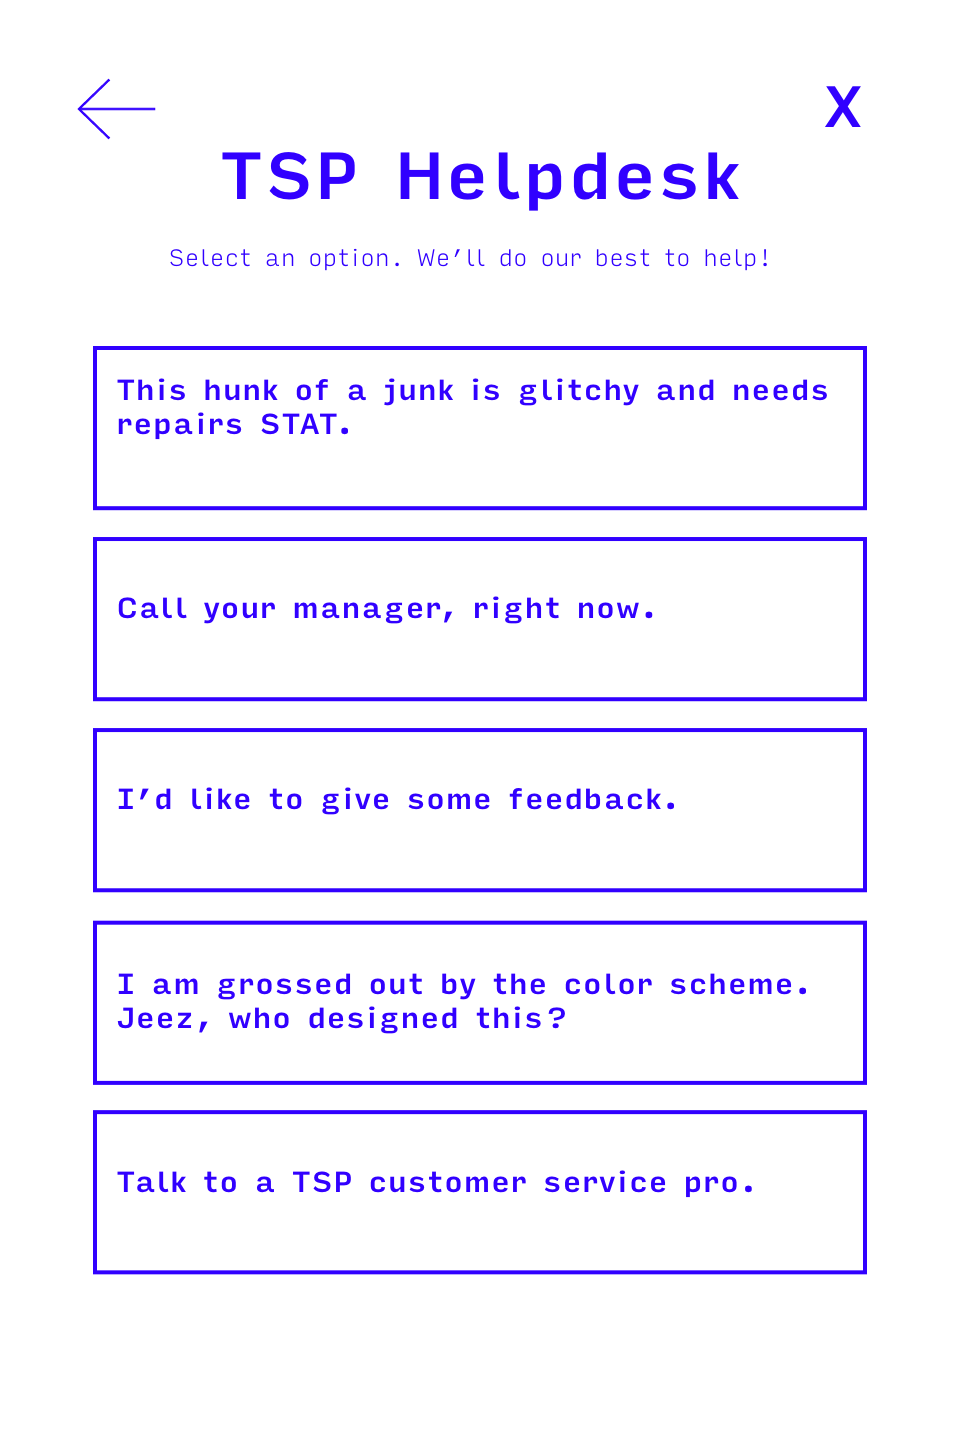 X
TSP Helpdesk
Select an option. We’ll do our best to help!
This hunk of a junk is glitchy and needs
repairs STAT.
Call your manager, right now.
I’d like to give some feedback.
I am grossed out by the color scheme.
Jeez, who designed this?
Talk to a TSP customer service pro.